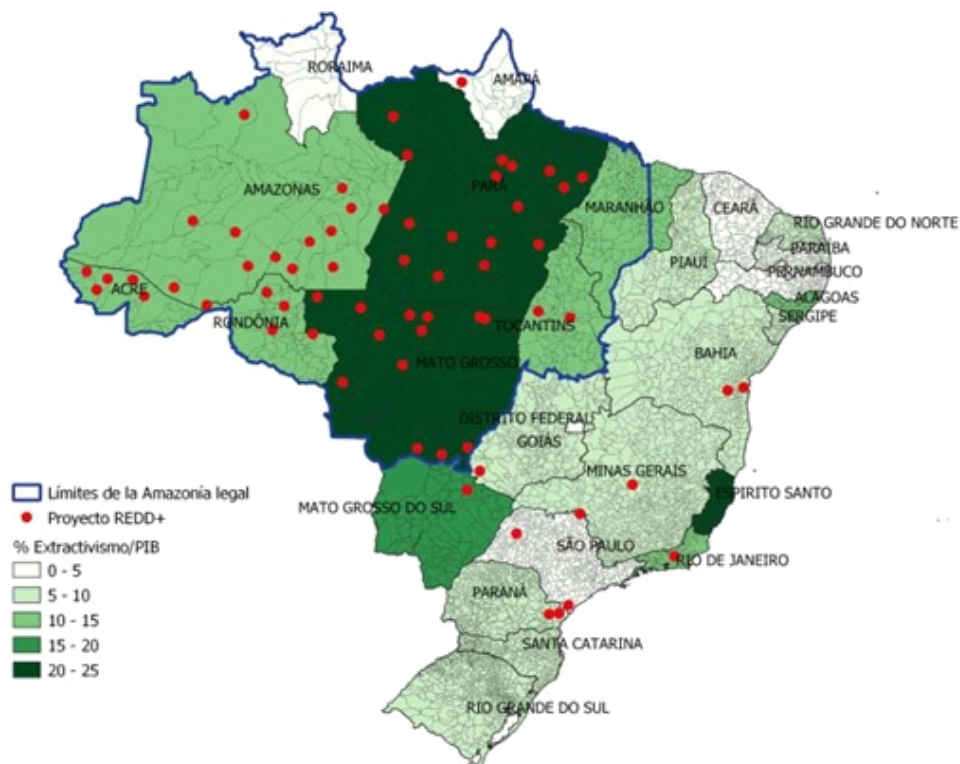 RORAIMA
AMAPÁ
AMAZONAS
PARÁ
MARANHÃO
CEARÁ
RIO GRANDE DO NORTE
PARAÍBA
PIAUÍ
PERNAMBUCO
ACRE
ALAGOAS
SERGIPE
RONDÔNIA
TOCANTINS
BAHIA
MATO GROSSO
DISTRITO FEDERAL
GOIÁS
MINAS GERAIS
ESPIRITO SANTO
MATO GROSSO DO SUL
SÃO PAULO
RIO DE JANEIRO
PARANÁ
SANTA CATARINA
RIO GRANDE DO SUL
Límites de la Amazonía legal
Proyecto REDD+
% Extractivismo/PIB
0 - 5
5 - 10
10 - 15
15 - 20
20 - 25